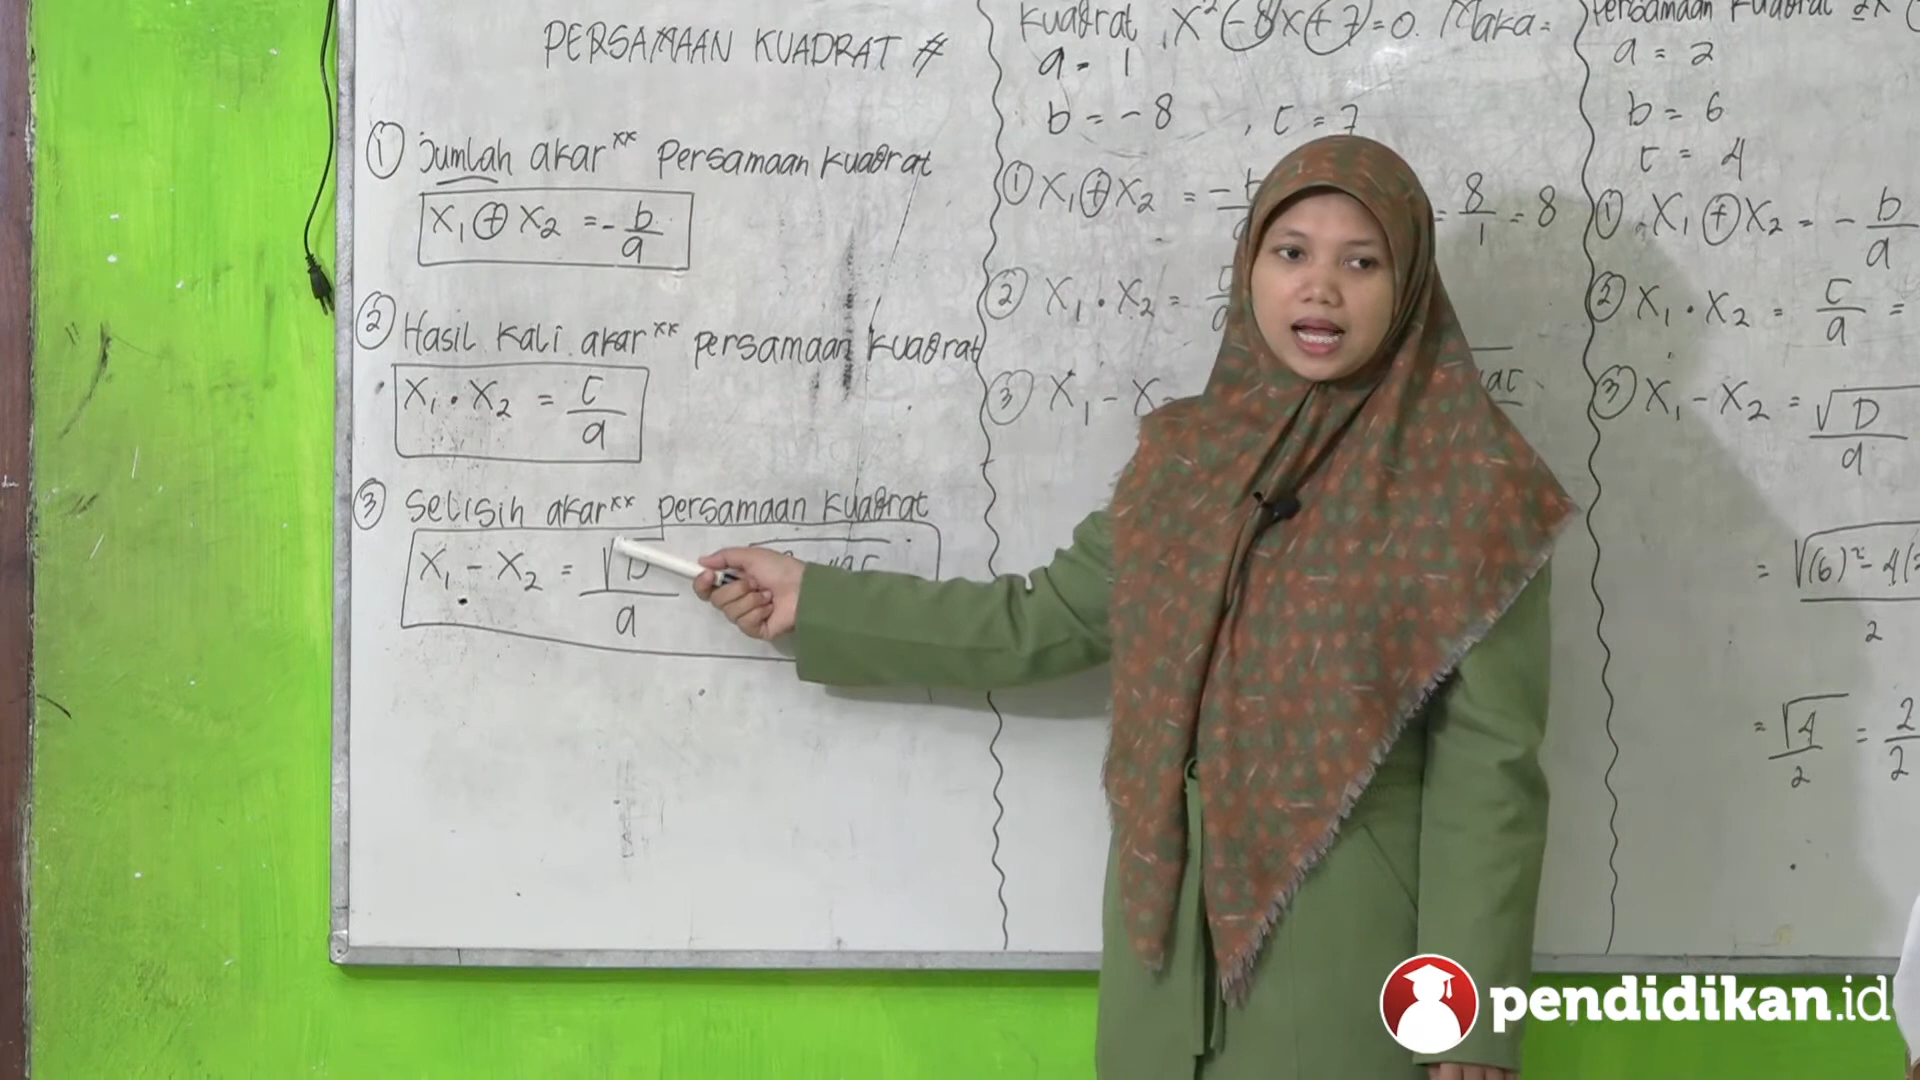 PERSAMAAN KUADRAT #
① Jumlah akar ˣˣ persamaan kuadrat
x₁ ⊕ x₂ = - b/a
② Hasil kali akar ˣˣ persamaan kuadrat
x₁ . x₂ = c/a
③ Selisih akar ˣˣ persamaan kuadrat
x₁ - x₂ = √D/a
kuadrat x² - 8x + 7 = 0. Maka =
a = 1
b = -8 , c = 7
① x₁ ⊕ x₂ = = 8/1 = 8
② x₁ . x₂ =
③ x₁ - x₂
persamaan kuadrat 2x
a = 2
b = 6
c = 4
① x₁ ⊕ x₂ = - b/a
② x₁ . x₂ = c/a =
③ x₁ - x₂ = √D/a
= √(6)² - 4(2 / 2
= √4/2 = 2/2
pendidikan.id